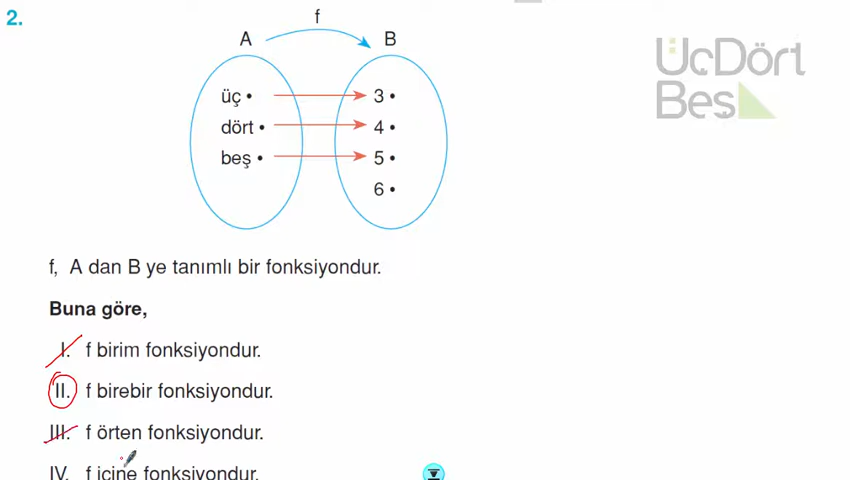 2.
f
A
B
üç •
3 •
dört •
4 •
beş •
5 •
6 •
ÜçDört
Beş
f, A dan B ye tanımlı bir fonksiyondur.
Buna göre,
I. f birim fonksiyondur.
II. f birebir fonksiyondur.
III. f örten fonksiyondur.
IV. f içine fonksiyondur.